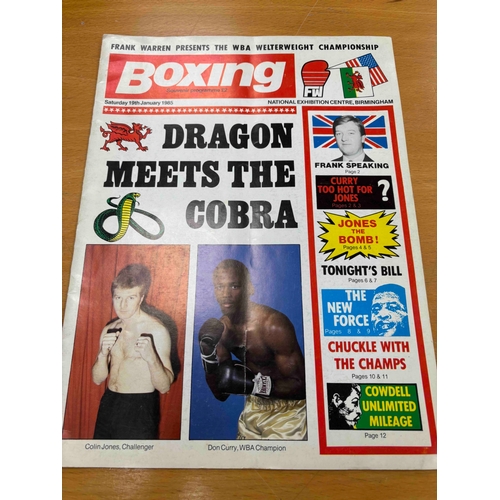 FRANK WARREN PRESENTS THE WBA WELTERWEIGHT CHAMPIONSHIP
Boxing
FW
Saturday 19th January 1985
NATIONAL EXHIBITION CENTRE, BIRMINGHAM
DRAGON
MEETS THE
COBRA
FRANK SPEAKING
Page 2
CURRY
TOO HOT FOR
JONES
?
Pages 2 & 3
JONES
THE
BOMB!
Pages 4 & 5
TONIGHT'S BILL
Pages 6 & 7
THE
NEW
FORCE
Pages 8 & 9
CHUCKLE WITH
THE CHAMPS
Pages 10 & 11
COWDELL
UNLIMITED
MILEAGE
Page 12
Colin Jones, Challenger
Don Curry, WBA Champion